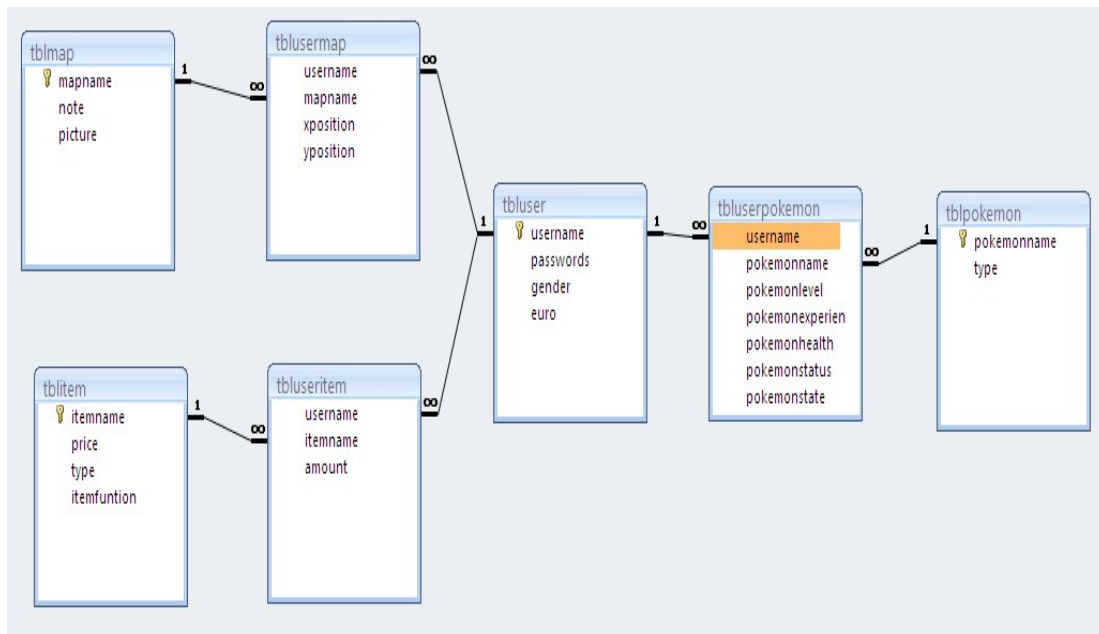 tblmap
mapname
note
picture
1
∞
tblusermap
username
mapname
xposition
yposition
∞
tbluser
username
passwords
gender
euro
1
1
∞
tbluserpokemon
username
pokemonname
pokemonlevel
pokemonexperien
pokemonhealth
pokemonstatus
pokemonstate
∞
1
tblpokemon
pokemonname
type
tblitem
itemname
price
type
itemfuntion
1
∞
tbluseritem
username
itemname
amount
∞